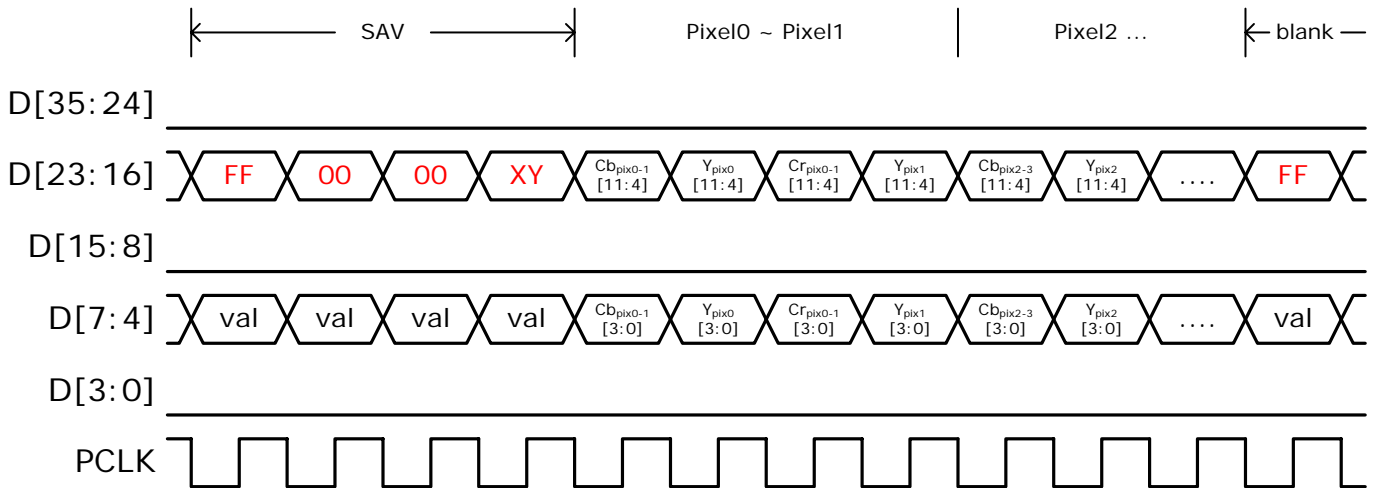 SAV Pixel0 ~ Pixel1 Pixel2 ... blank
D[35:24]
D[23:16] FF 00 00 XY Cbpix0-1 [11:4] Ypix0 [11:4] Crpix0-1 [11:4] Ypix1 [11:4] Cbpix2-3 [11:4] Ypix2 [11:4] .... FF
D[15:8]
D[7:4] val val val val Cbpix0-1 [3:0] Ypix0 [3:0] Crpix0-1 [3:0] Ypix1 [3:0] Cbpix2-3 [3:0] Ypix2 [3:0] .... val
D[3:0]
PCLK